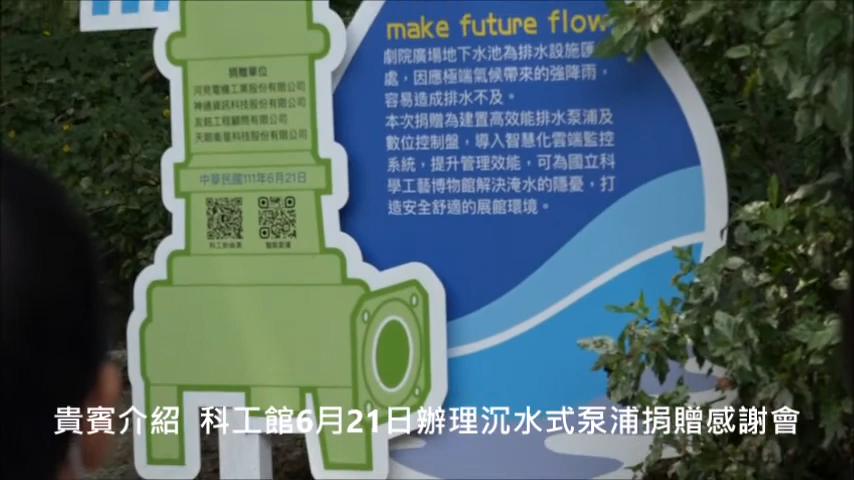 make future flow
劇院廣場地下水池為排水設施匯
處，因應極端氣候帶來的強降雨，
容易造成排水不及。
本次捐贈為建置高效能排水泵浦及
數位控制盤，導入智慧化雲端監控
系統，提升管理效能，可為國立科
學工藝博物館解決淹水的隱憂，打
造安全舒適的展館環境。
捐贈單位
河見電機工業股份有限公司
神通資訊科技股份有限公司
友銘工程顧問有限公司
天眼衛星科技股份有限公司
中華民國111年6月21日
貴賓介紹 科工館6月21日辦理沉水式泵浦捐贈感謝會